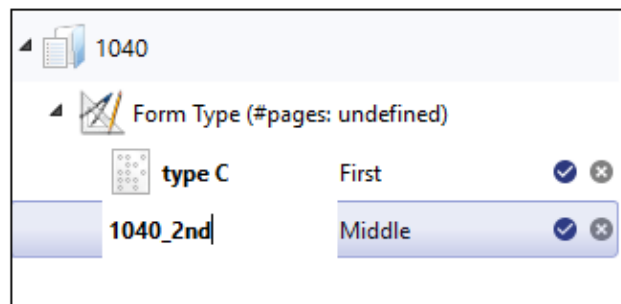 1040
Form Type (#pages: undefined)
type C First
1040_2nd Middle